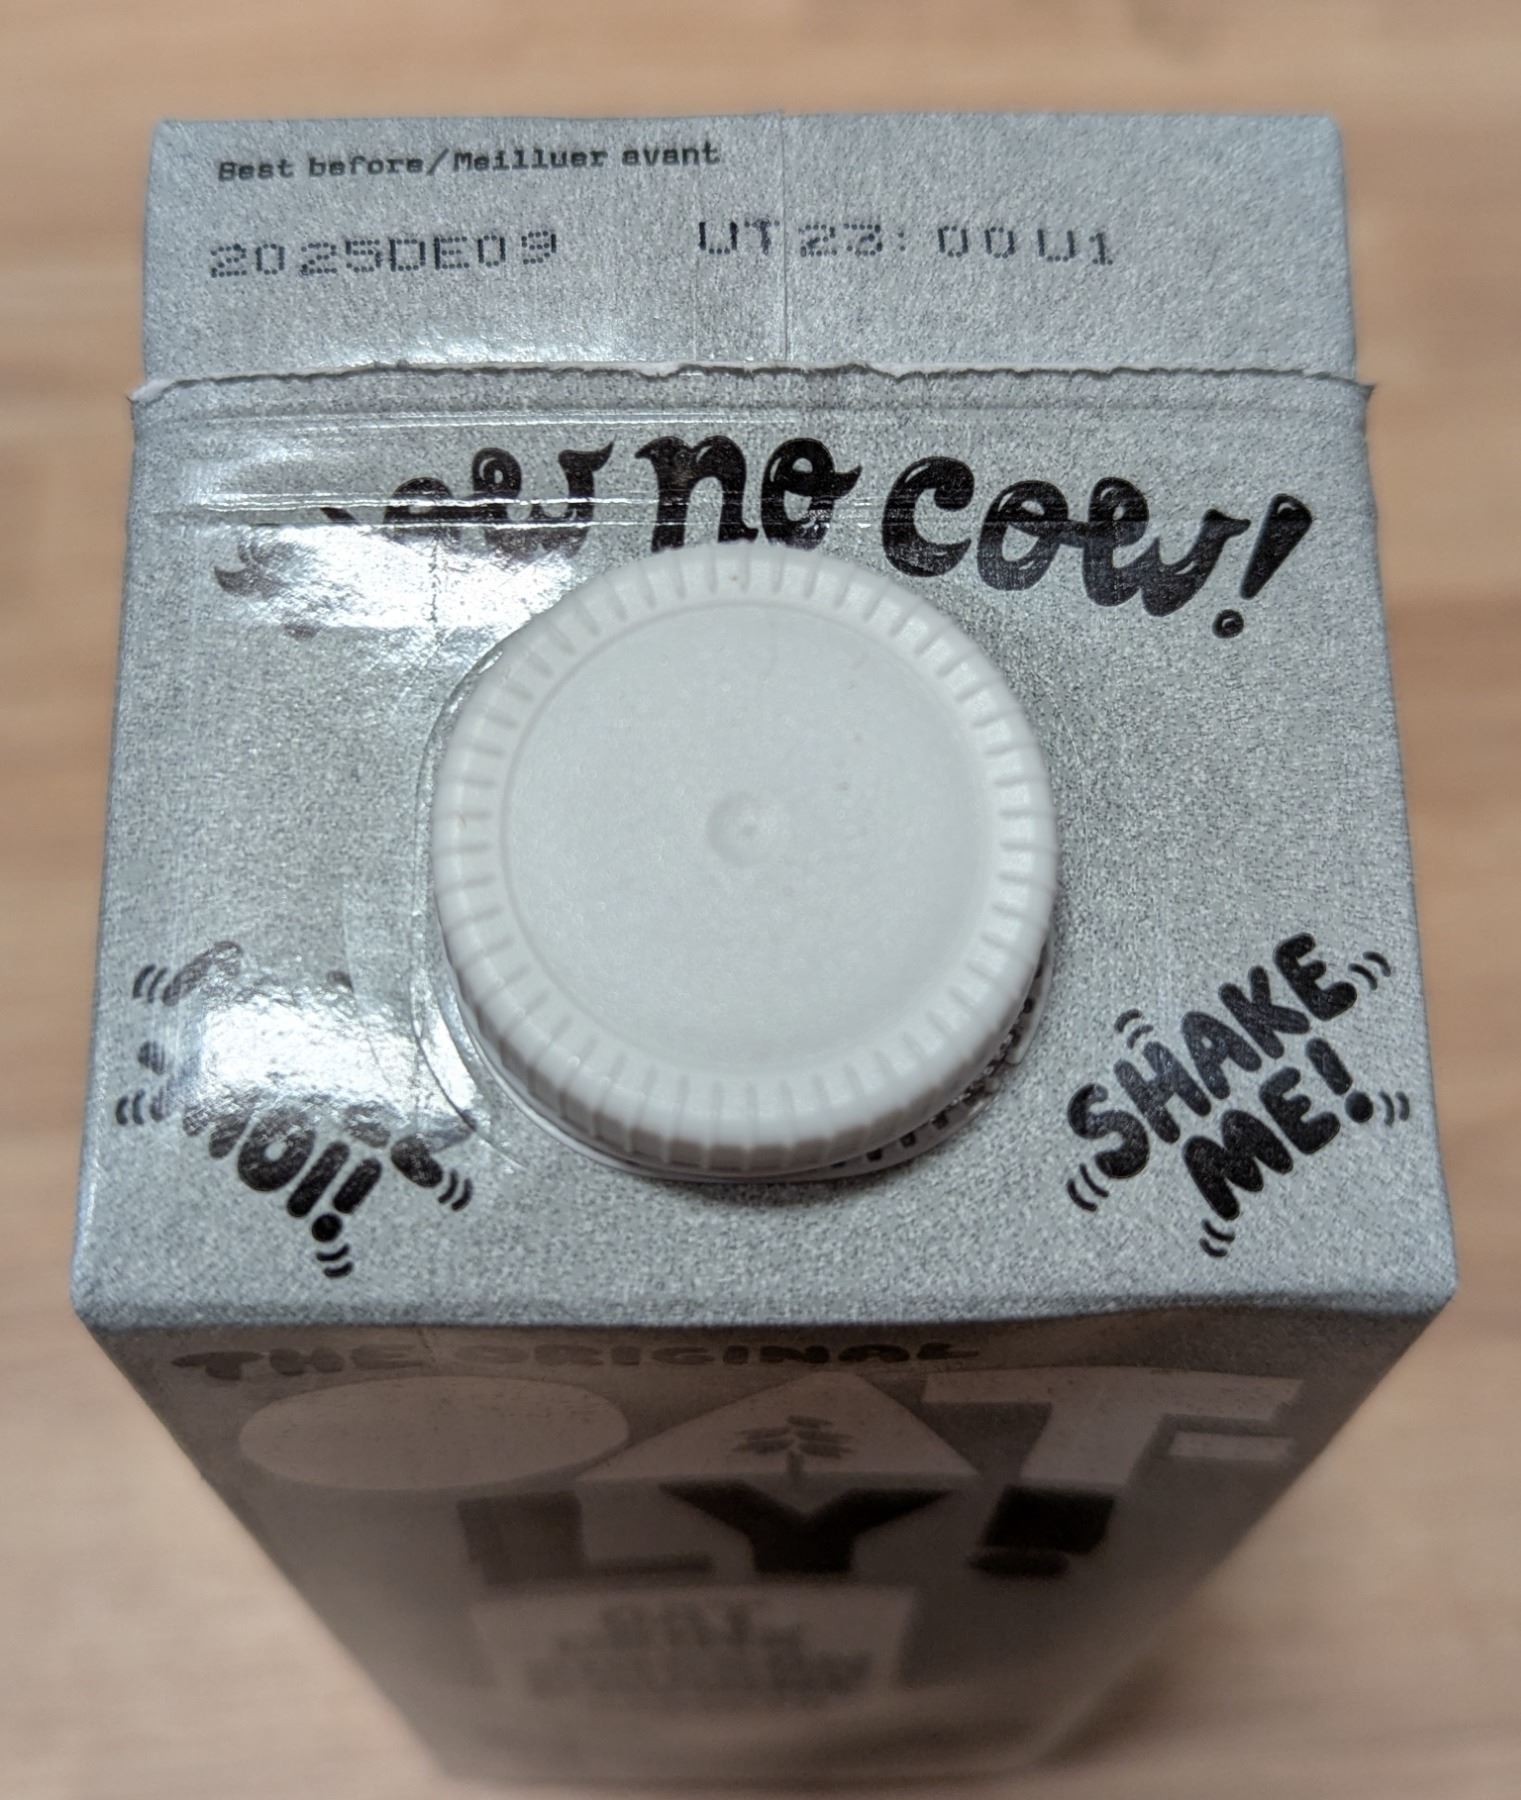 Best before/Meilluer avant
2025DE09 UT23:00U1
no cow!
SHAKE
ME!
THE ORIGINAL
OAT-
LY!